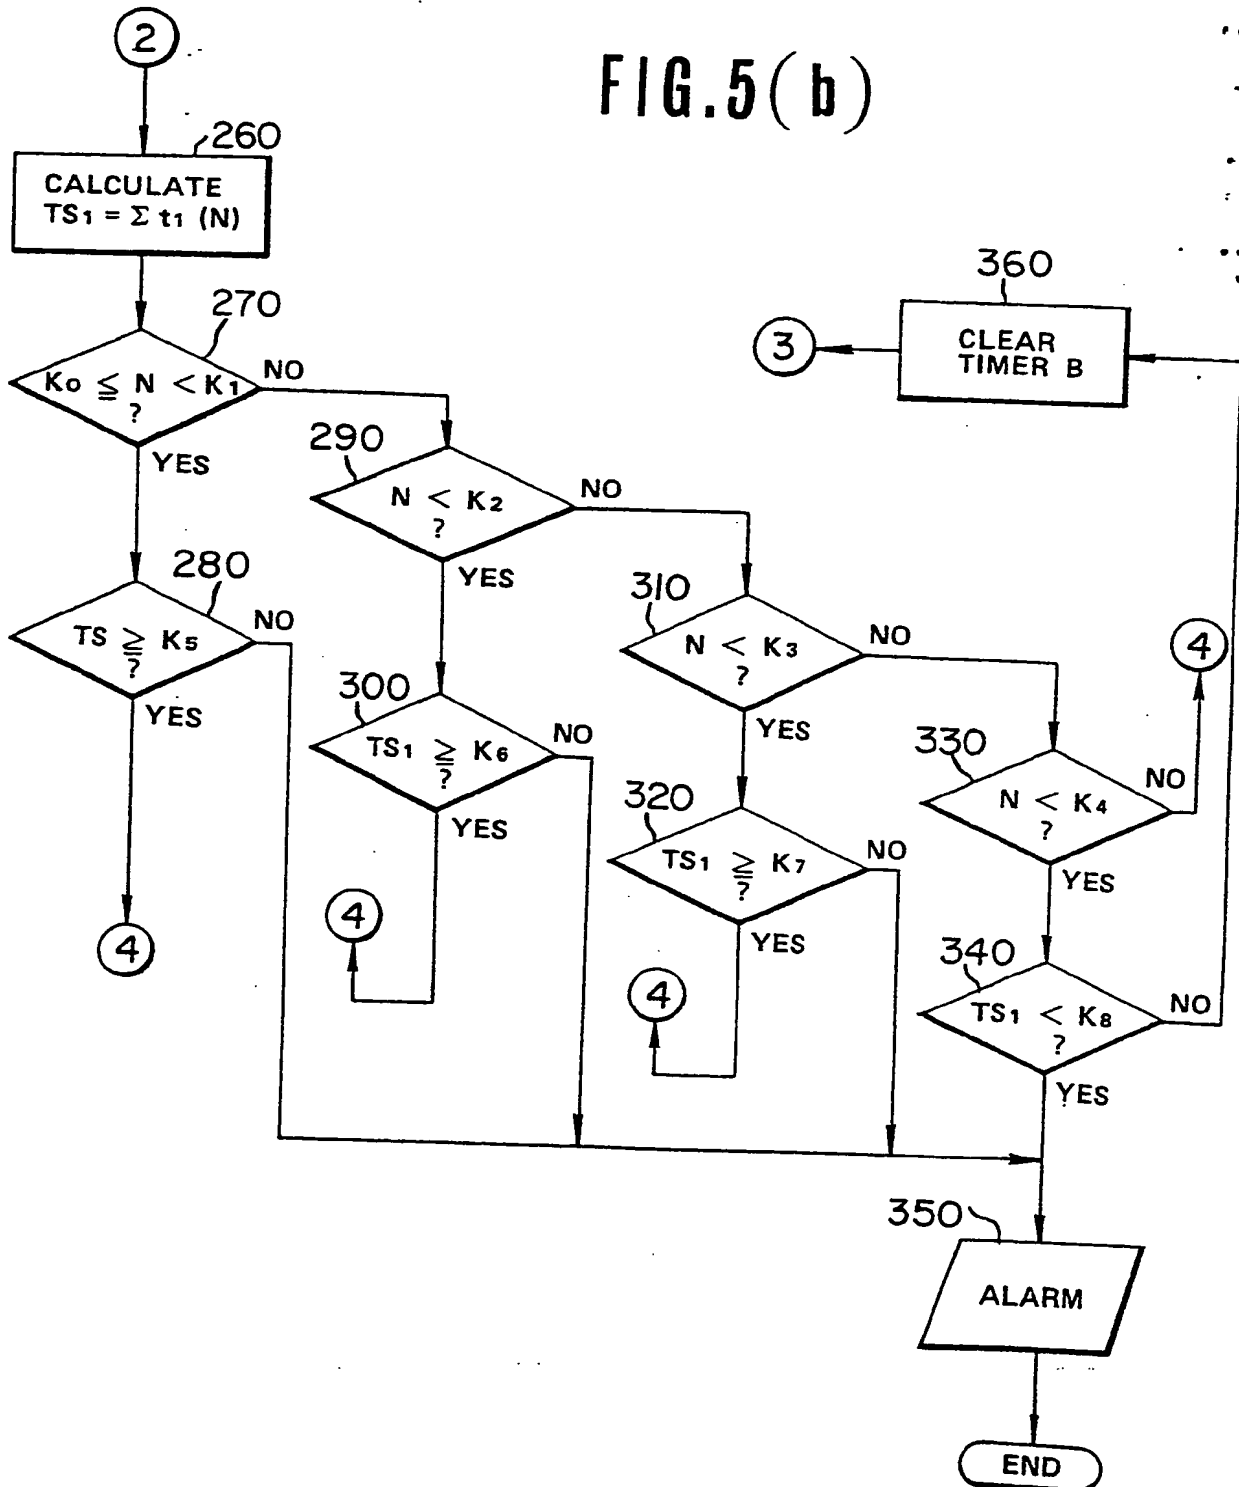 2
FIG.5(b)
260
CALCULATE
TS1 = Σ t1 (N)
270
K0 ≦ N < K1
?
NO
YES
360
CLEAR
TIMER B
3
290
N < K2
?
NO
YES
280
TS ≧ K5
?
NO
YES
4
300
TS1 ≧ K6
?
NO
YES
4
310
N < K3
?
NO
YES
320
TS1 ≧ K7
?
NO
YES
4
330
N < K4
?
NO
YES
4
340
TS1 < K8
?
NO
YES
350
ALARM
END